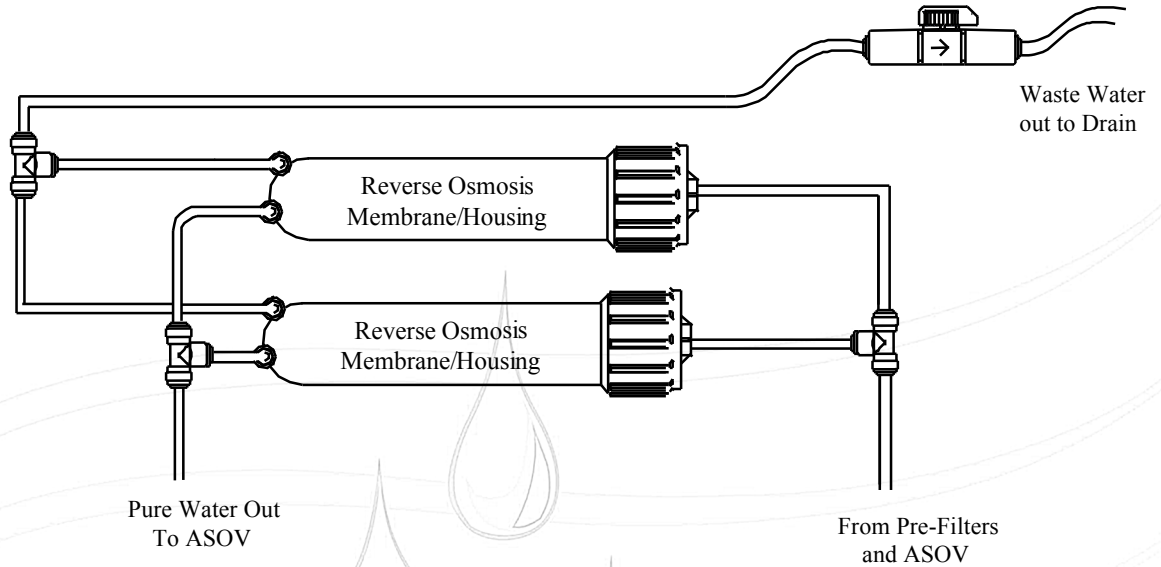 Waste Water
out to Drain
Reverse Osmosis
Membrane/Housing
Reverse Osmosis
Membrane/Housing
Pure Water Out
To ASOV
From Pre-Filters
and ASOV